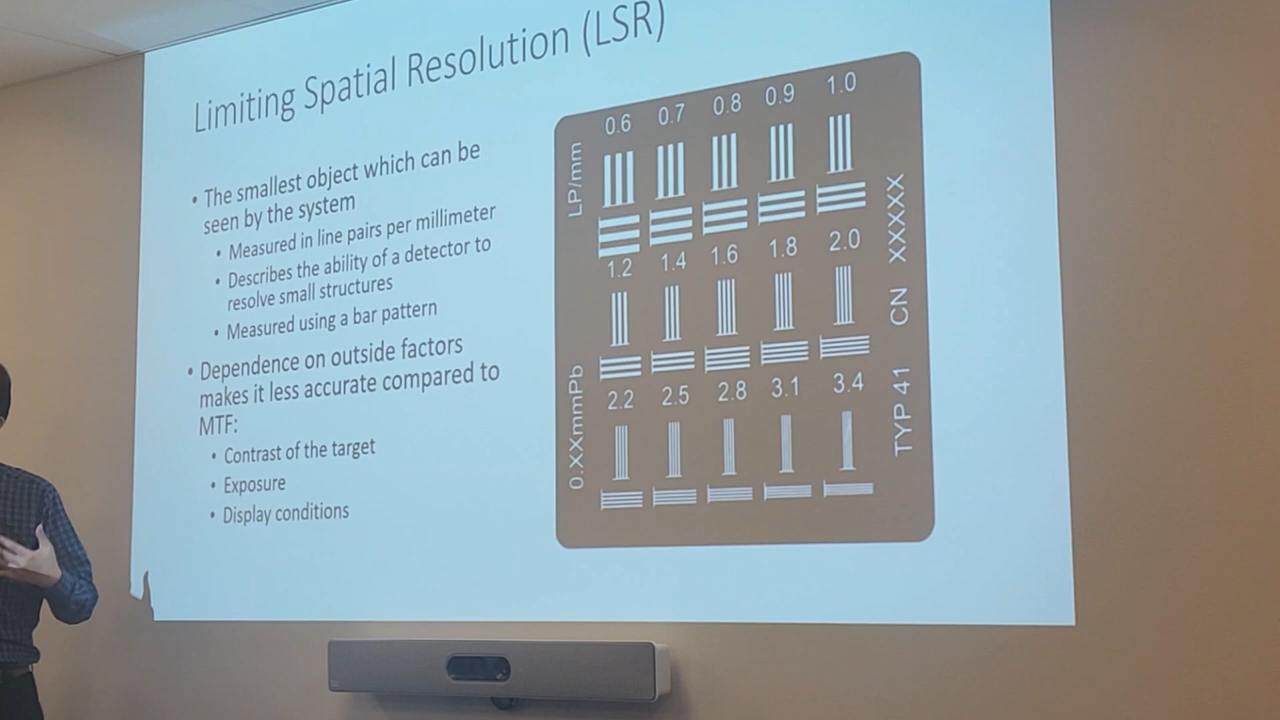 Limiting Spatial Resolution (LSR)
• The smallest object which can be
seen by the system
• Measured in line pairs per millimeter
• Describes the ability of a detector to
resolve small structures
• Measured using a bar pattern
• Dependence on outside factors
makes it less accurate compared to
MTF:
• Contrast of the target
• Exposure
• Display conditions
LP/mm
0.6 0.7 0.8 0.9 1.0
1.2 1.4 1.6 1.8 2.0
2.2 2.5 2.8 3.1 3.4
0.XXmmPb
TYP 41 CN XXXXX